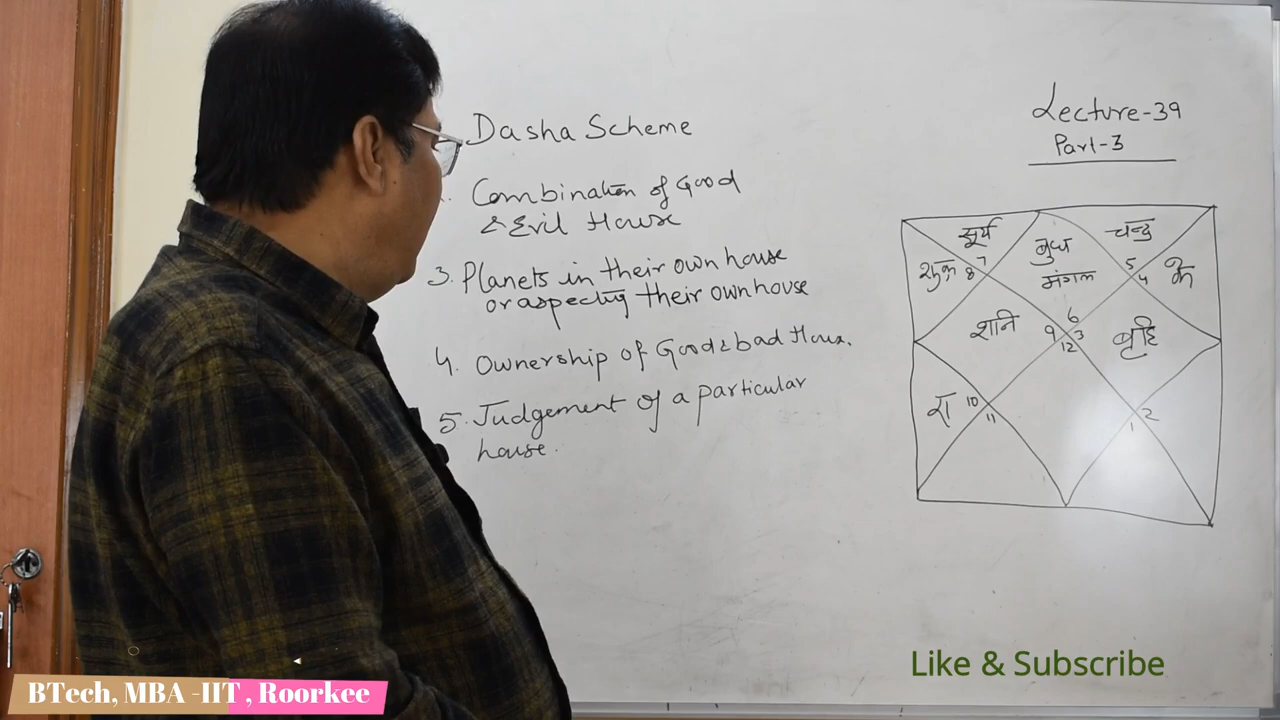 Dasha Scheme
Combination of Good
& Evil House
3. Planets in their own house
or aspecting their own house
4. Ownership of Good & bad Hous.
5. Judgement of a particular
house.
Lecture-39
Part-3
सूर्य
बुध
चन्द्र
शुक्र 8 7
मंगल
5
4 के
शनि
9 6 3 12
बृहि
रा 10
11
2
1
Like & Subscribe
BTech, MBA -IIT , Roorkee